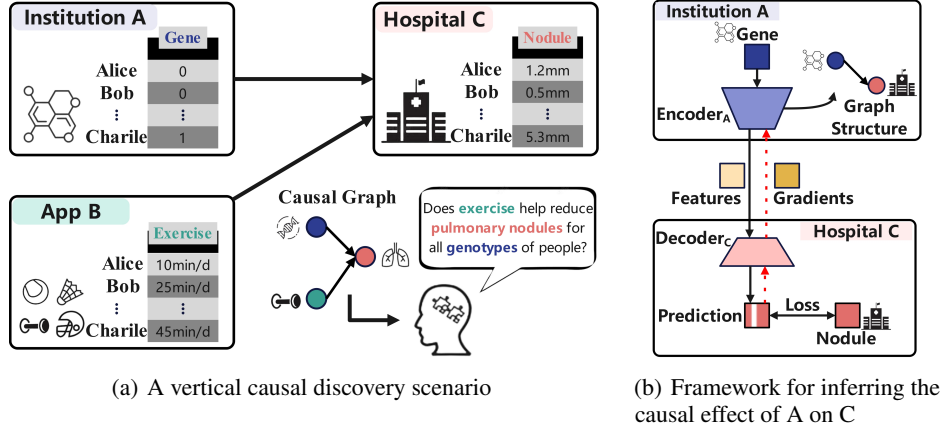 Institution A
Gene
Alice 0
Bob 0
⋮ ⋮
Charile 1
Hospital C
Nodule
Alice 1.2mm
Bob 0.5mm
⋮ ⋮
Charile 5.3mm
App B
Exercise
Alice 10min/d
Bob 25min/d
⋮ ⋮
Charile 45min/d
Causal Graph
Does exercise help reduce
pulmonary nodules for
all genotypes of people?
(a) A vertical causal discovery scenario
Institution A
Gene
EncoderA
Graph
Structure
Features
Gradients
Hospital C
DecoderC
Prediction
Loss
Nodule
(b) Framework for inferring the
causal effect of A on C